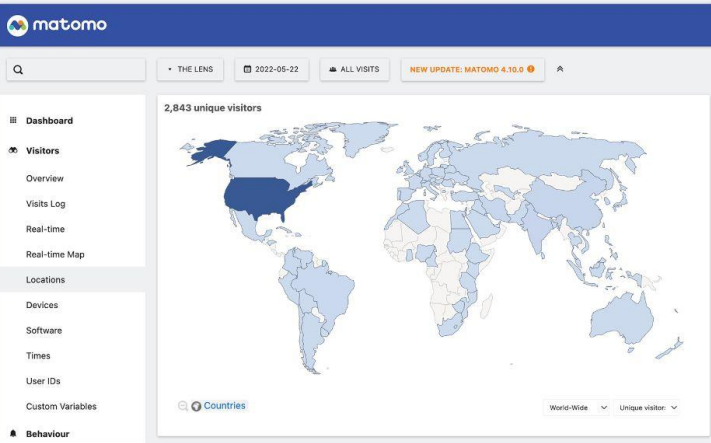 matomo
THE LENS
2022-05-22
ALL VISITS
NEW UPDATE: MATOMO 4.10.0
2,843 unique visitors
Dashboard
Visitors
Overview
Visits Log
Real-time
Real-time Map
Locations
Devices
Software
Times
User IDs
Custom Variables
Behaviour
Countries
World-Wide
Unique visitor: